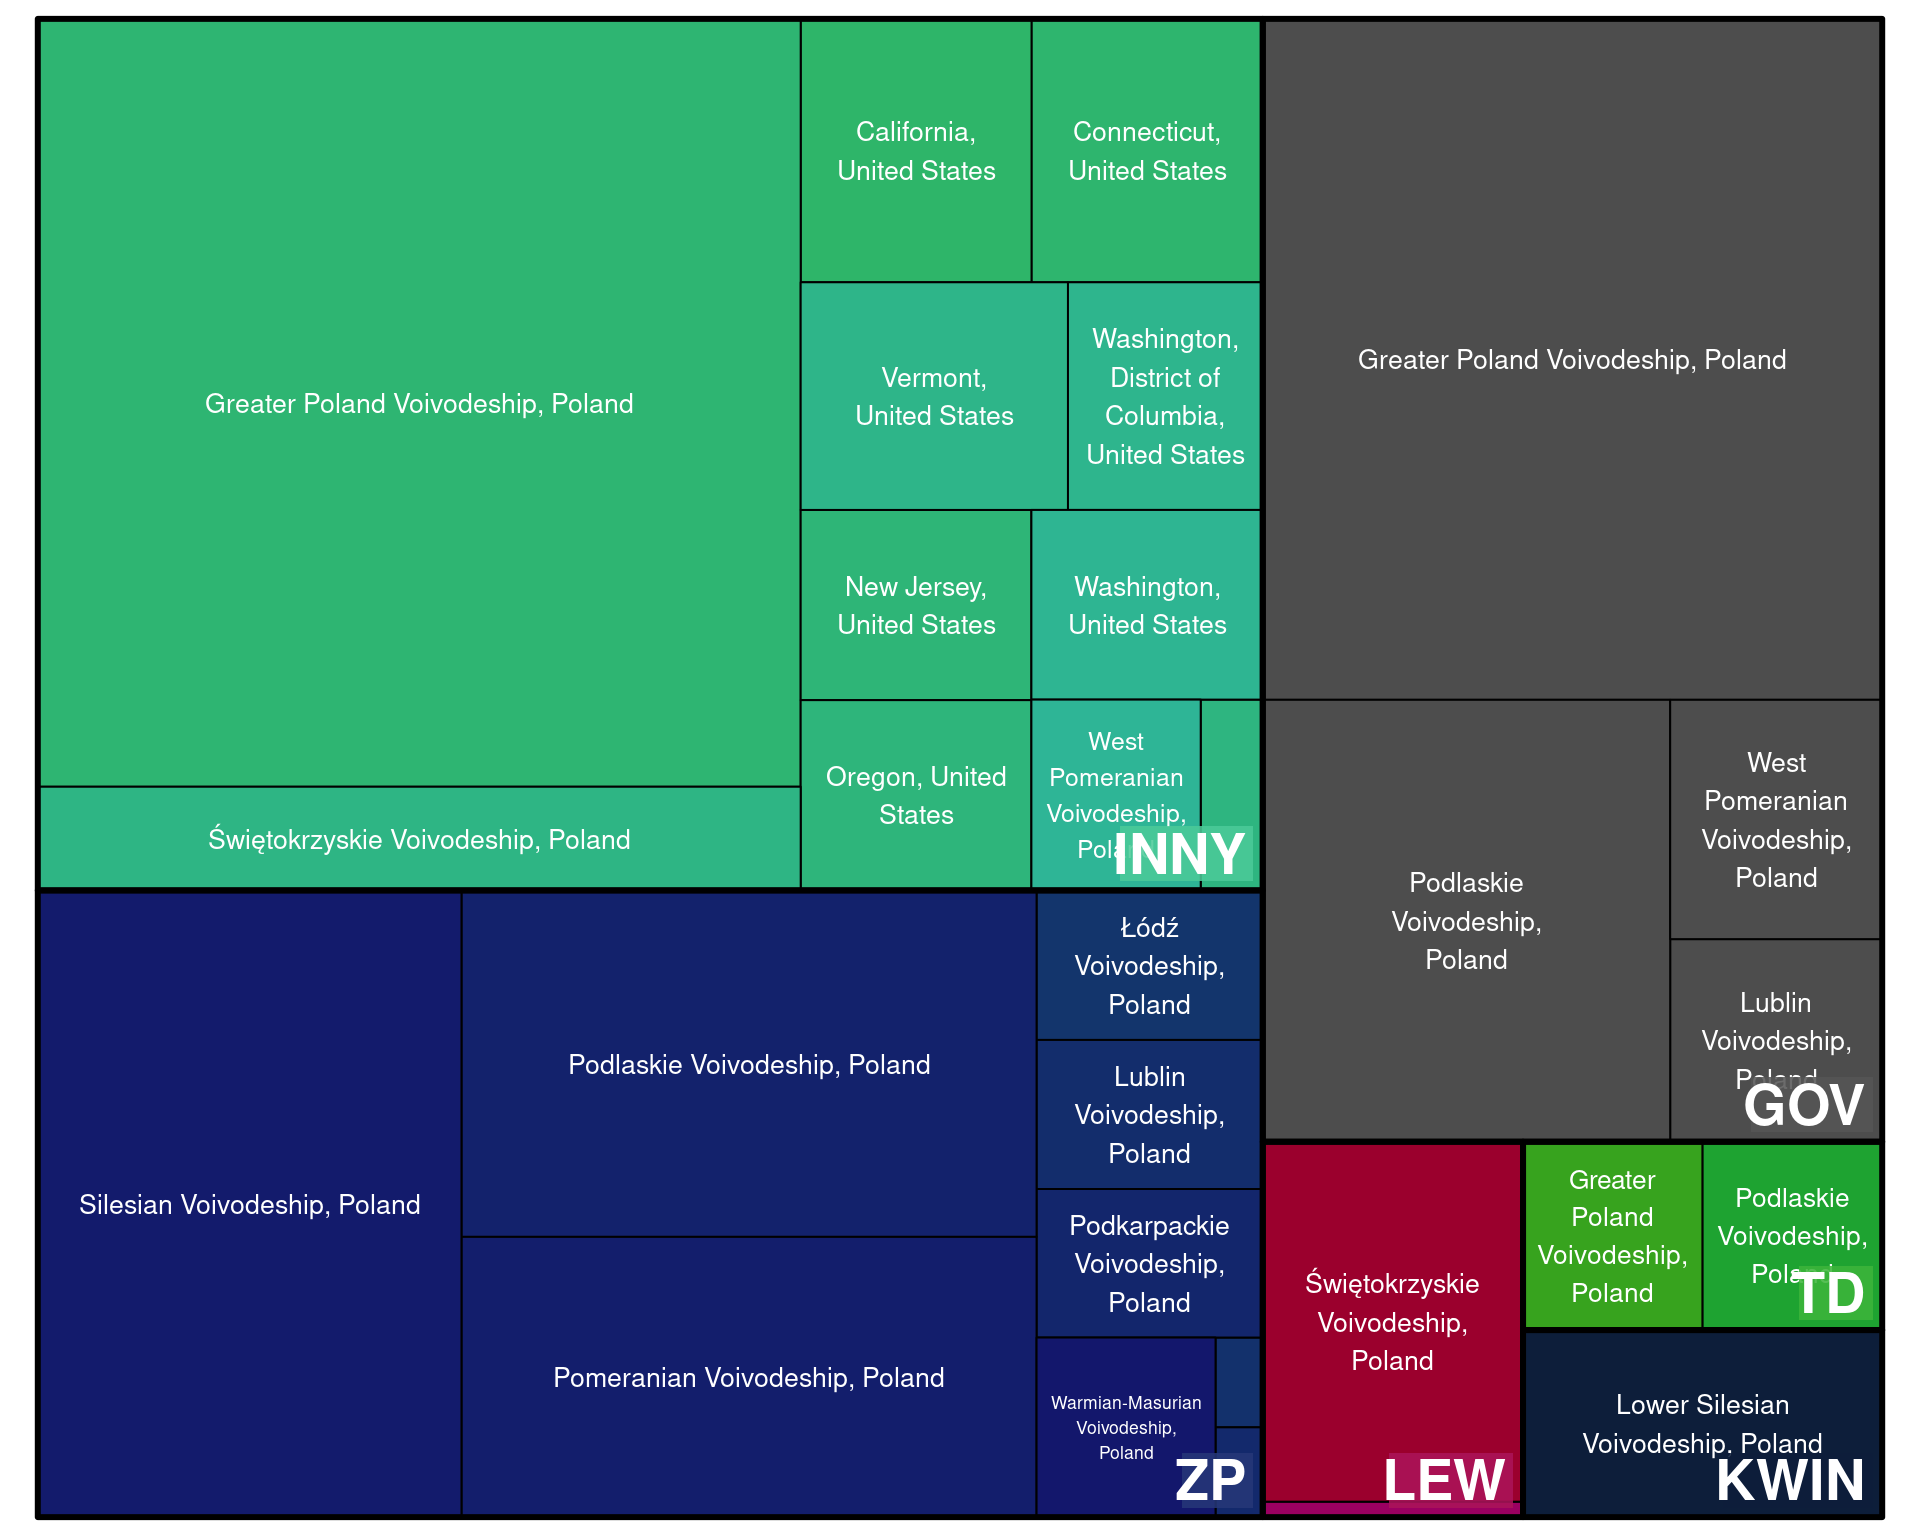 Greater Poland Voivodeship, Poland
Świętokrzyskie Voivodeship, Poland
California,
United States
Connecticut,
United States
Vermont,
United States
Washington,
District of
Columbia,
United States
New Jersey,
United States
Washington,
United States
Oregon, United
States
West
Pomeranian
Voivodeship,
Poland
INNY
Greater Poland Voivodeship, Poland
Podlaskie
Voivodeship,
Poland
West
Pomeranian
Voivodeship,
Poland
Lublin
Voivodeship,
Poland
GOV
Silesian Voivodeship, Poland
Podlaskie Voivodeship, Poland
Pomeranian Voivodeship, Poland
Łódź
Voivodeship,
Poland
Lublin
Voivodeship,
Poland
Podkarpackie
Voivodeship,
Poland
Warmian-Masurian
Voivodeship,
Poland
ZP
Świętokrzyskie
Voivodeship,
Poland
LEW
Greater
Poland
Voivodeship,
Poland
Podlaskie
Voivodeship,
Poland
TD
Lower Silesian
Voivodeship, Poland
KWIN